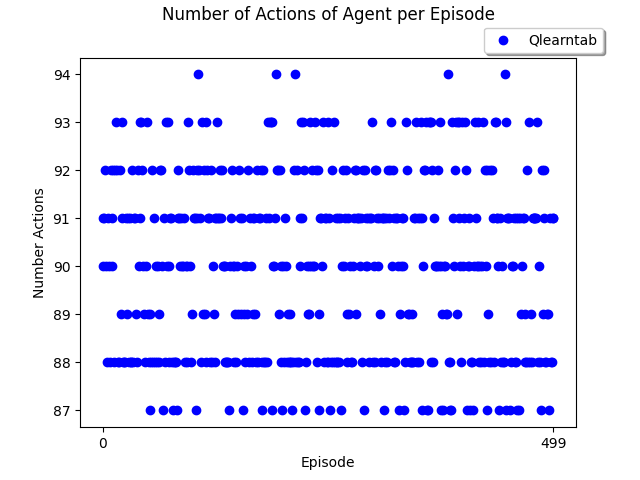 Number of Actions of Agent per Episode
Qlearntab
Number Actions
94
93
92
91
90
89
88
87
0
499
Episode